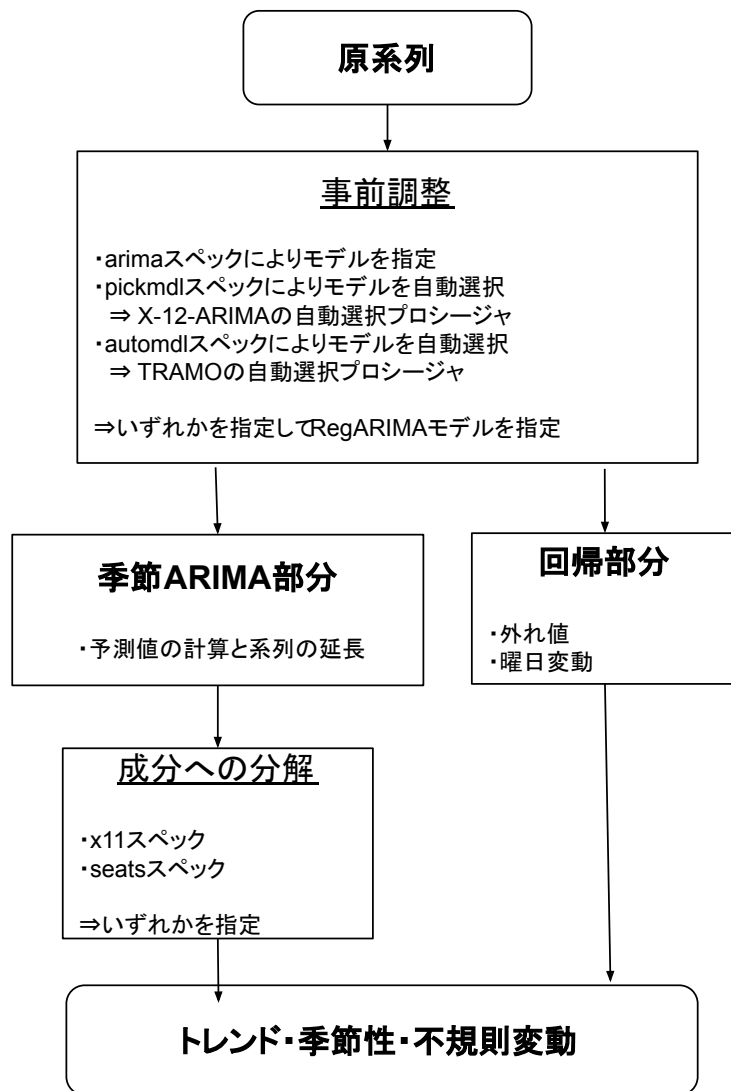 原系列
事前調整
・arimaスペックによりモデルを指定
・pickmdlスペックによりモデルを自動選択
⇒ X-12-ARIMAの自動選択プロシージャ
・automdlスペックによりモデルを自動選択
⇒ TRAMOの自動選択プロシージャ
⇒いずれかを指定してRegARIMAモデルを指定
季節ARIMA部分
・予測値の計算と系列の延長
回帰部分
・外れ値
・曜日変動
成分への分解
・x11スペック
・seatsスペック
⇒いずれかを指定
トレンド・季節性・不規則変動